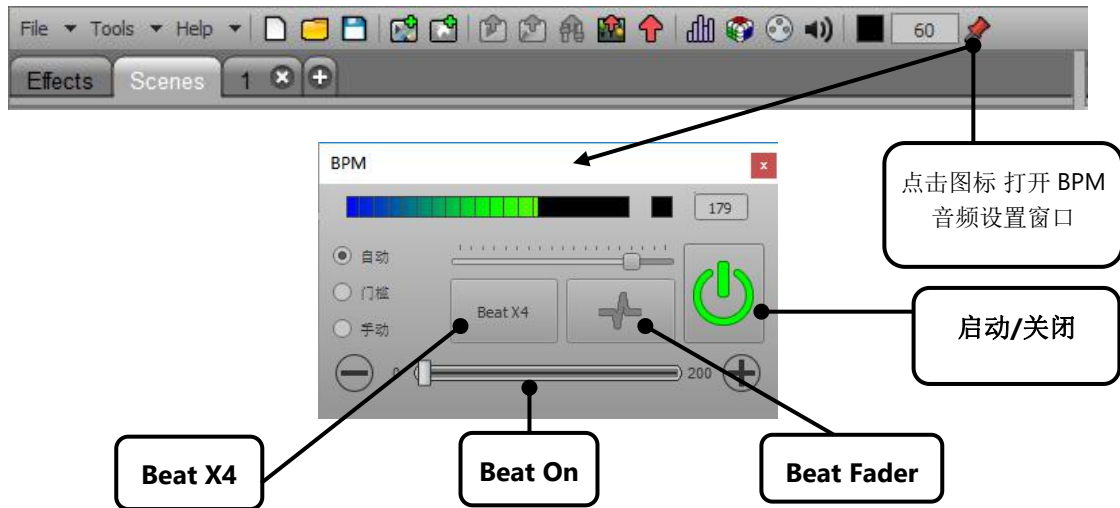 File Tools Help 60
Effects Scenes 1
BPM
179
点击图标 打开 BPM
音频设置窗口
自动
门槛
Beat X4
手动
启动/关闭
0 200
Beat X4
Beat On
Beat Fader